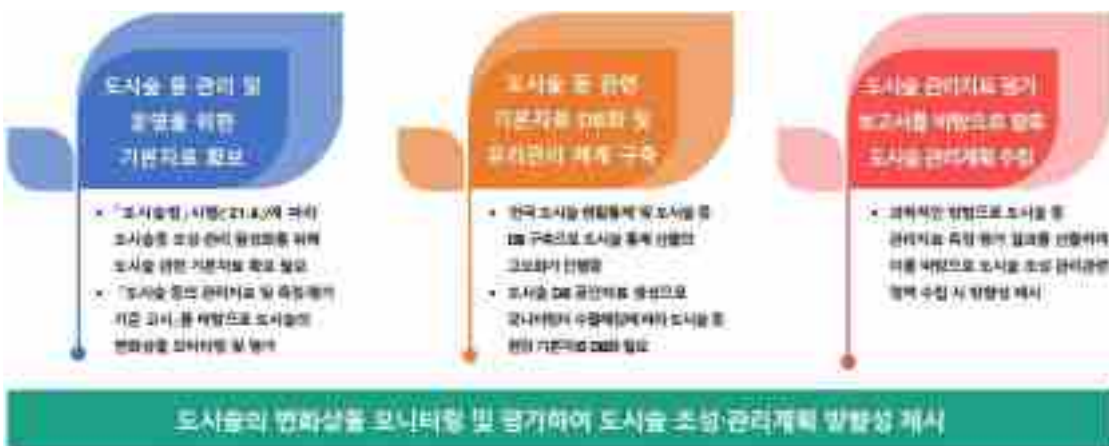 도시숲 등 관리 및
운영을 위한
기본자료 확보
「도시숲법」시행('21.6.)에 따라
도시숲등 조성·관리 활성화를 위해
도시숲 관련 기본자료 확보 필요
「도시숲 등의 관리지표 및 측정·평가
기준 고시」를 바탕으로 도시숲의
변화상을 모니터링 및 평가
도시숲 등 관련
기본자료 DB화 및
유지관리 체계 구축
전국 도시숲 현황통계 및 도시숲 등
DB 구축으로 도시숲 통계 산출의
고도화가 진행중
도시숲 DB 공간자료 생성으로
모니터링이 수월해짐에 따라 도시숲 등
관련 기본자료 DB화 필요
도시숲 관리지표 평가
보고서를 바탕으로 향후
도시숲 관리계획 수립
과학적인 방법으로 도시숲 등
관리지표 측정·평가 결과를 산출하여
이를 바탕으로 도시숲 조성·관리관련
정책 수립 시 방향성 제시
도시숲의 변화상을 모니터링 및 평가하여 도시숲 조성·관리계획 방향성 제시